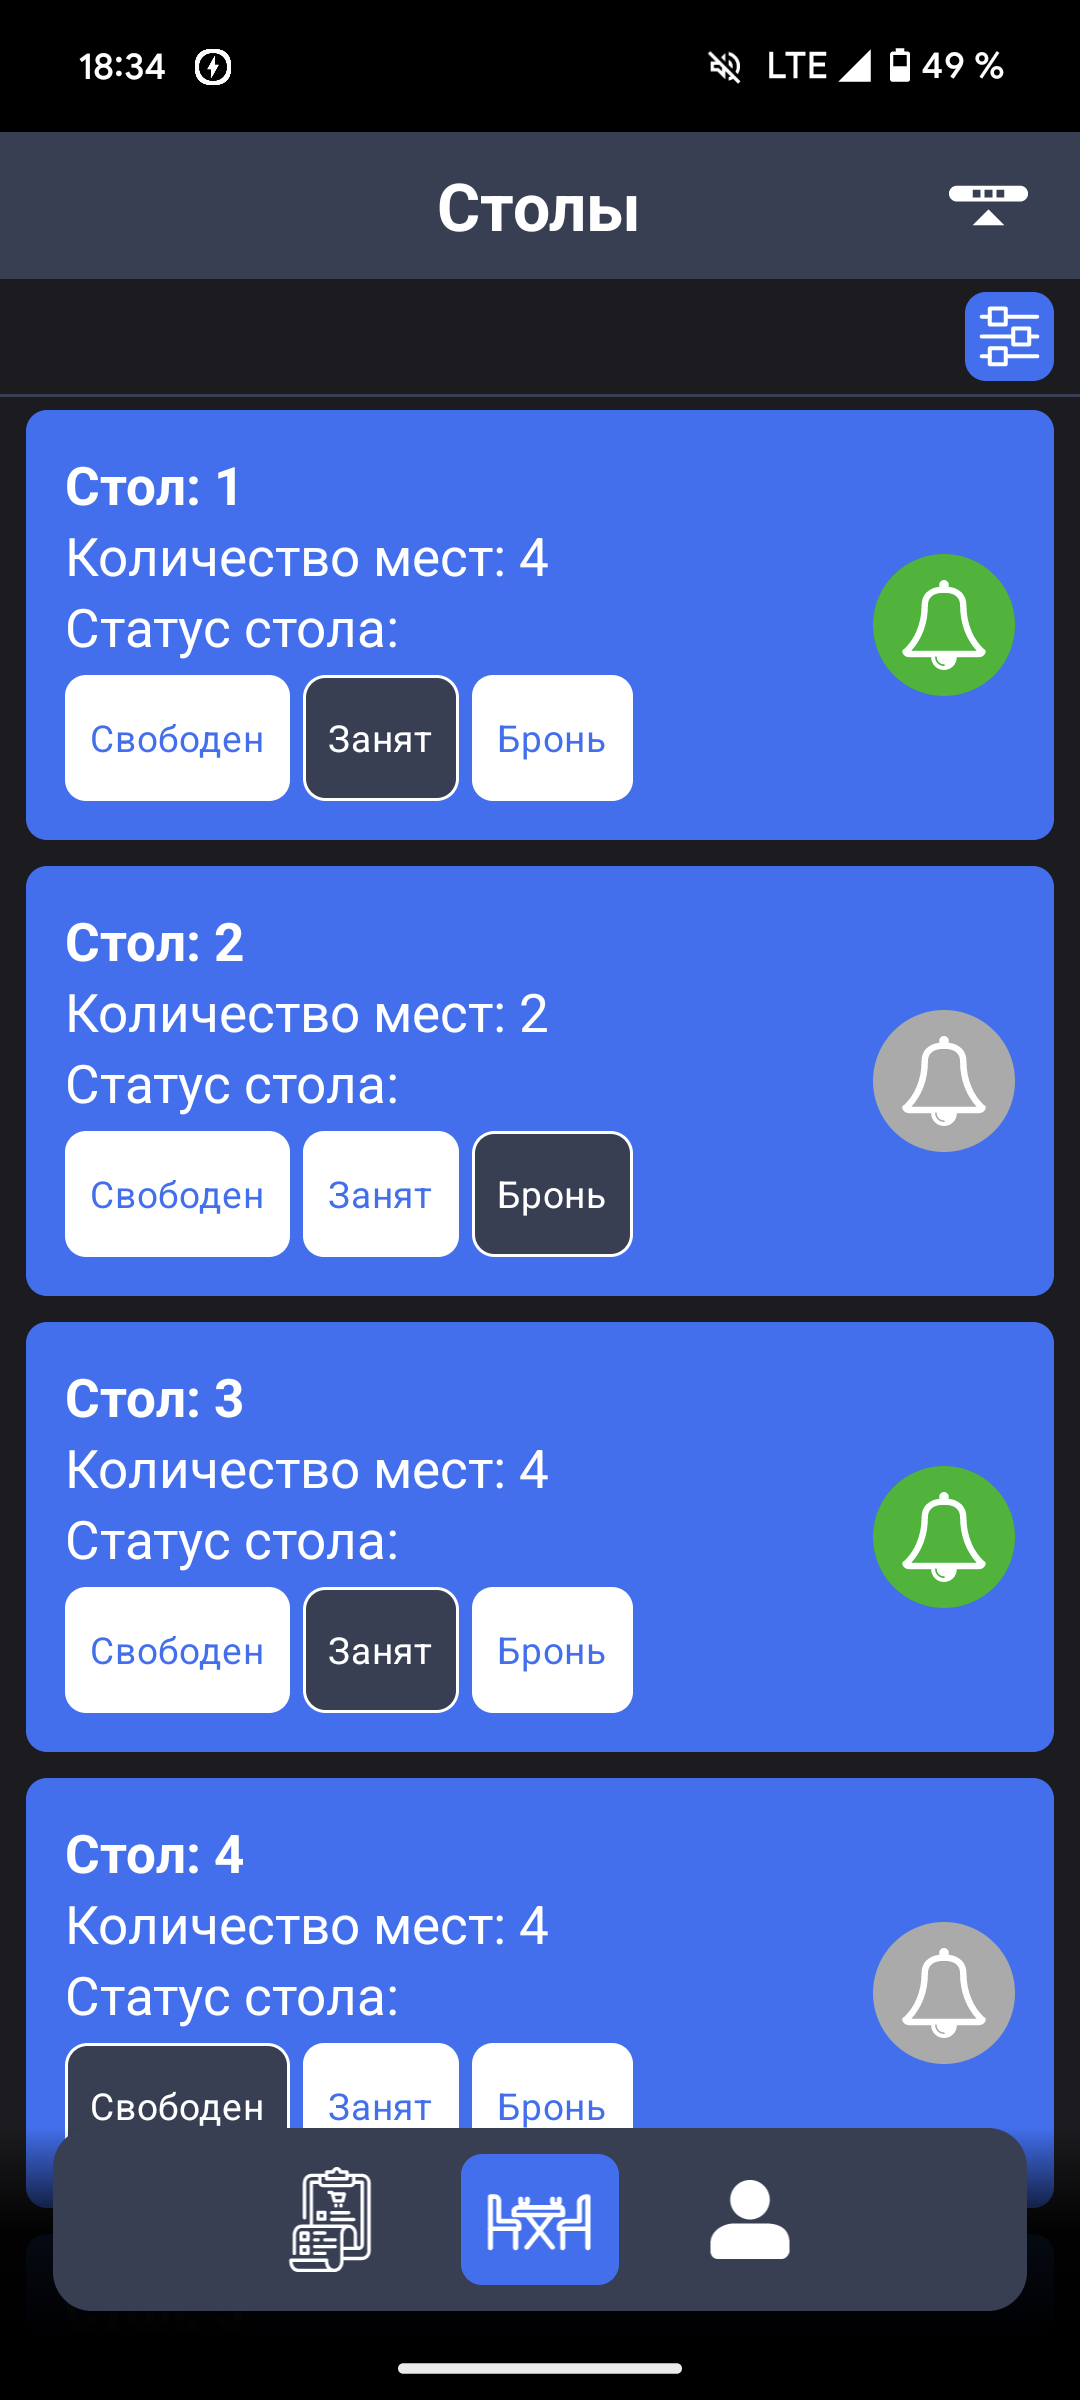 18:34 LTE 49 %
Столы
Стол: 1
Количество мест: 4
Статус стола:
Свободен Занят Бронь
Стол: 2
Количество мест: 2
Статус стола:
Свободен Занят Бронь
Стол: 3
Количество мест: 4
Статус стола:
Свободен Занят Бронь
Стол: 4
Количество мест: 4
Статус стола:
Свободен Занят Бронь